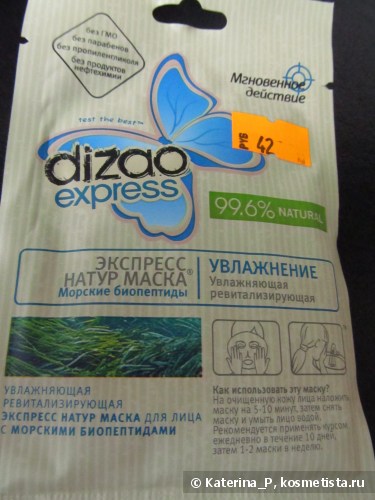 без ГМО
без парабенов
без пропиленгликоля
без продуктов
нефтехимии
Мгновенное
действие
test the best™
РУБ 42
dizao
express
99.6% NATURAL
ЭКСПРЕСС
НАТУР МАСКА®
Морские биопептиды
УВЛАЖНЕНИЕ
Увлажняющая
ревитализирующая
УВЛАЖНЯЮЩАЯ
РЕВИТАЛИЗИРУЮЩАЯ
ЭКСПРЕСС НАТУР МАСКА ДЛЯ ЛИЦА
С МОРСКИМИ БИОПЕПТИДАМИ
Как использовать эту маску?
На очищенную кожу лица наложить
маску на 5-10 минут, затем снять
маску и умыть лицо водой.
Рекомендуется применять курсом
ежедневно в течение 10 дней,
затем 1-2 маски в неделю.
© Katerina_P, kosmetista.ru